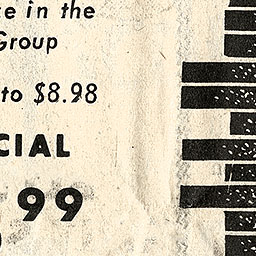 in the
Group
to $8.98
CIAL
99